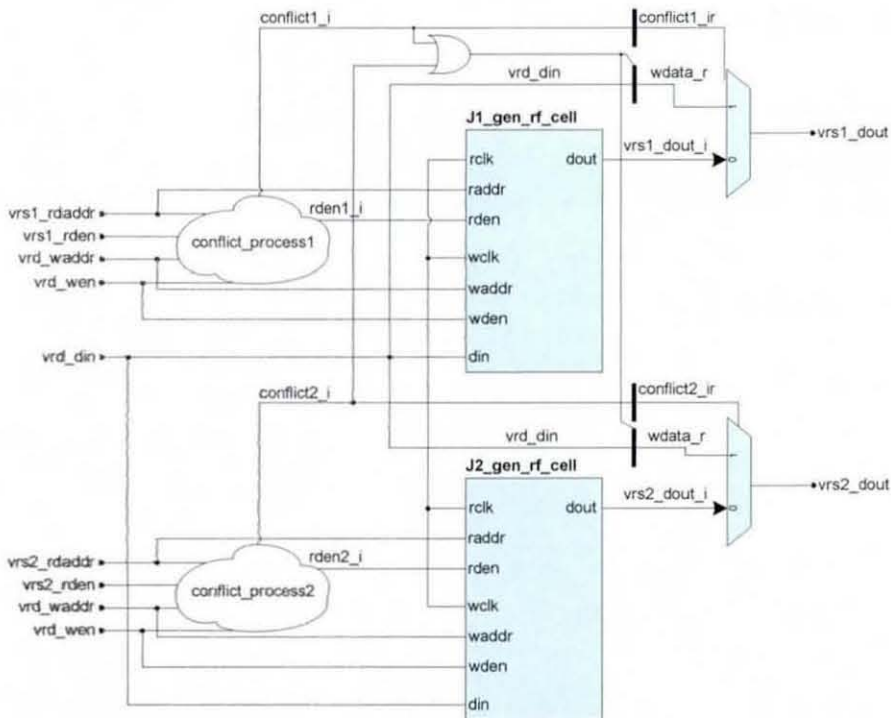 conflict1_i
conflict1_ir
vrd_din
wdata_r
J1_gen_rf_cell
rclk
dout
vrs1_dout_i
vrs1_dout
raddr
vrs1_rdaddr
rden1_i
rden
vrs1_rden
conflict_process1
vrd_waddr
wclk
vrd_wen
waddr
wden
vrd_din
din
conflict2_i
conflict2_ir
vrd_din
wdata_r
J2_gen_rf_cell
vrs2_dout
rclk
dout
vrs2_dout_i
raddr
vrs2_rdaddr
rden2_i
rden
vrs2_rden
conflict_process2
vrd_waddr
wclk
vrd_wen
waddr
wden
din